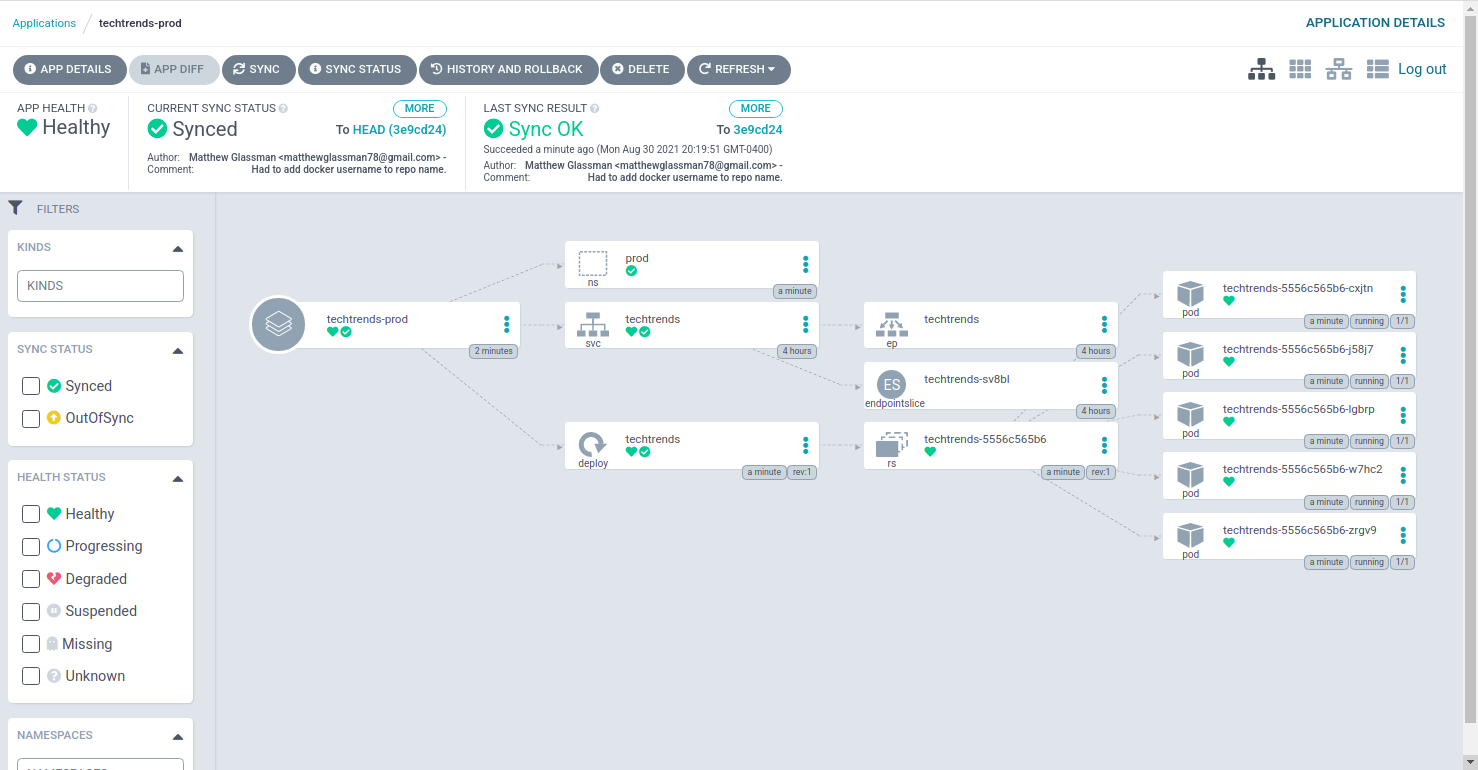 Applications / techtrends-prod
APPLICATION DETAILS
APP DETAILS
APP DIFF
SYNC
SYNC STATUS
HISTORY AND ROLLBACK
DELETE
REFRESH
Log out
APP HEALTH
Healthy
CURRENT SYNC STATUS
MORE
Synced
To HEAD (3e9cd24)
Author: Matthew Glassman <matthewglassman78@gmail.com> -
Comment: Had to add docker username to repo name.
LAST SYNC RESULT
MORE
Sync OK
To 3e9cd24
Succeeded a minute ago (Mon Aug 30 2021 20:19:51 GMT-0400)
Author: Matthew Glassman <matthewglassman78@gmail.com> -
Comment: Had to add docker username to repo name.
FILTERS
KINDS
KINDS
SYNC STATUS
Synced
OutOfSync
HEALTH STATUS
Healthy
Progressing
Degraded
Suspended
Missing
Unknown
NAMESPACES
techtrends-prod
2 minutes
prod
ns
a minute
techtrends
svc
4 hours
techtrends
deploy
a minute
rev:1
techtrends
ep
4 hours
ES
techtrends-sv8bl
endpointslice
4 hours
techtrends-5556c565b6
rs
a minute
rev:1
techtrends-5556c565b6-cxjtn
pod
a minute
running
1/1
techtrends-5556c565b6-j58j7
pod
a minute
running
1/1
techtrends-5556c565b6-lgbrp
pod
a minute
running
1/1
techtrends-5556c565b6-w7hc2
pod
a minute
running
1/1
techtrends-5556c565b6-zrgv9
pod
a minute
running
1/1